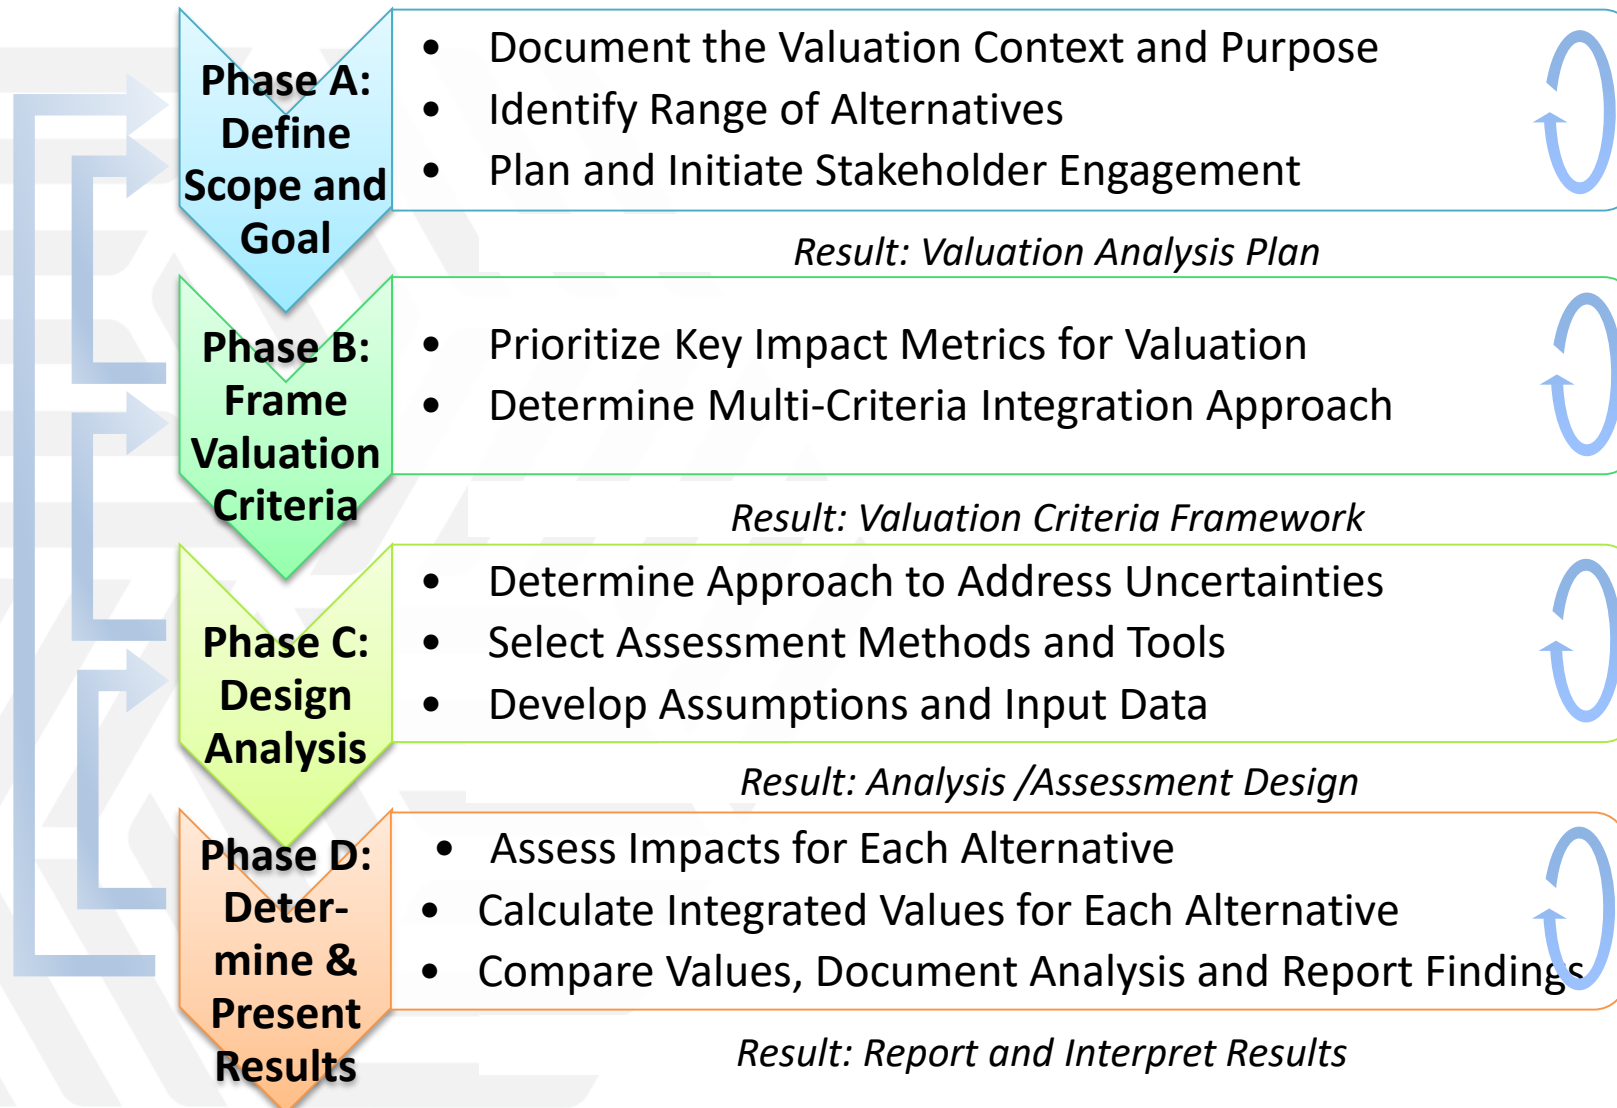 Phase A:
Define
Scope and
Goal
• Document the Valuation Context and Purpose
• Identify Range of Alternatives
• Plan and Initiate Stakeholder Engagement
Result: Valuation Analysis Plan
Phase B:
Frame
Valuation
Criteria
• Prioritize Key Impact Metrics for Valuation
• Determine Multi-Criteria Integration Approach
Result: Valuation Criteria Framework
Phase C:
Design
Analysis
• Determine Approach to Address Uncertainties
• Select Assessment Methods and Tools
• Develop Assumptions and Input Data
Result: Analysis /Assessment Design
Phase D:
Deter-
mine &
Present
Results
• Assess Impacts for Each Alternative
• Calculate Integrated Values for Each Alternative
• Compare Values, Document Analysis and Report Findings
Result: Report and Interpret Results